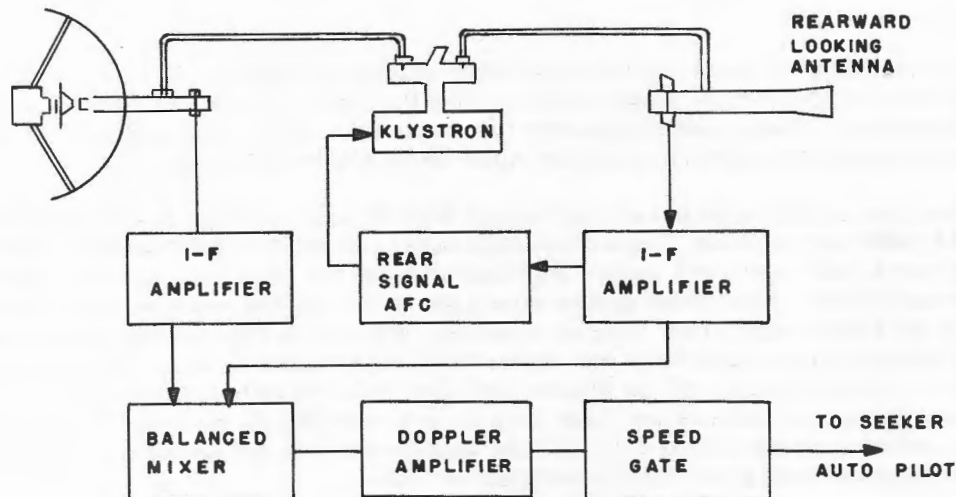 REARWARD
LOOKING
ANTENNA
KLYSTRON
I-F
AMPLIFIER
REAR
SIGNAL
AFC
I-F
AMPLIFIER
BALANCED
MIXER
DOPPLER
AMPLIFIER
SPEED
GATE
TO SEEKER
AUTO PILOT